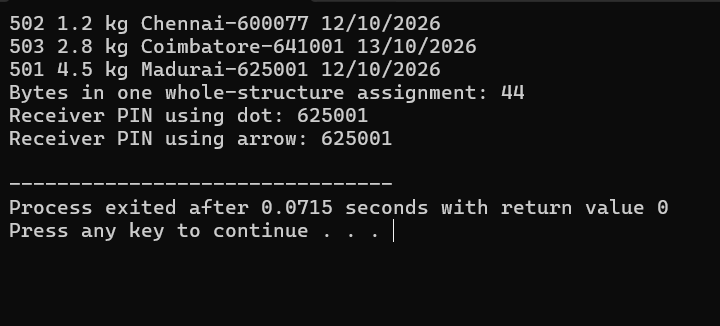 502 1.2 kg Chennai-600077 12/10/2026
503 2.8 kg Coimbatore-641001 13/10/2026
501 4.5 kg Madurai-625001 12/10/2026
Bytes in one whole-structure assignment: 44
Receiver PIN using dot: 625001
Receiver PIN using arrow: 625001
--------------------------------
Process exited after 0.0715 seconds with return value 0
Press any key to continue . . .